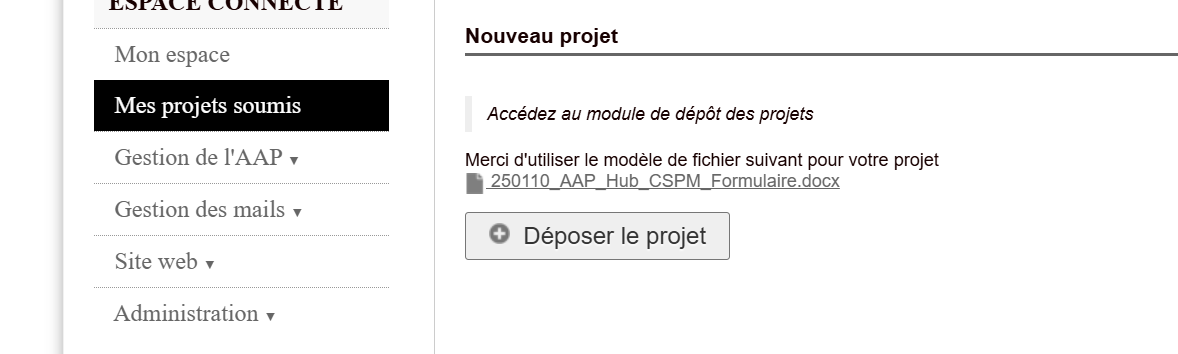 ESPACE CONNECTÉ
Mon espace
Mes projets soumis
Gestion de l'AAP ▼
Gestion des mails ▼
Site web ▼
Administration ▼
Nouveau projet
Accédez au module de dépôt des projets
Merci d'utiliser le modèle de fichier suivant pour votre projet
250110_AAP_Hub_CSPM_Formulaire.docx
Déposer le projet